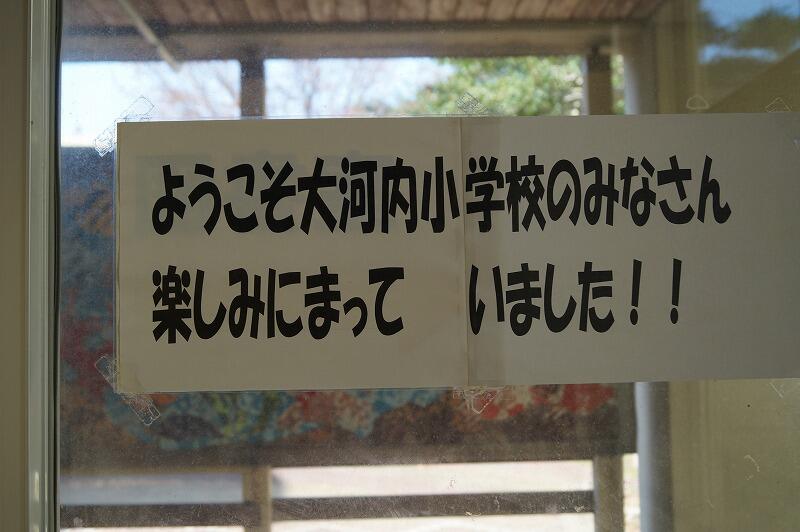 ようこそ大河内小学校のみなさん
楽しみにまって いました！！